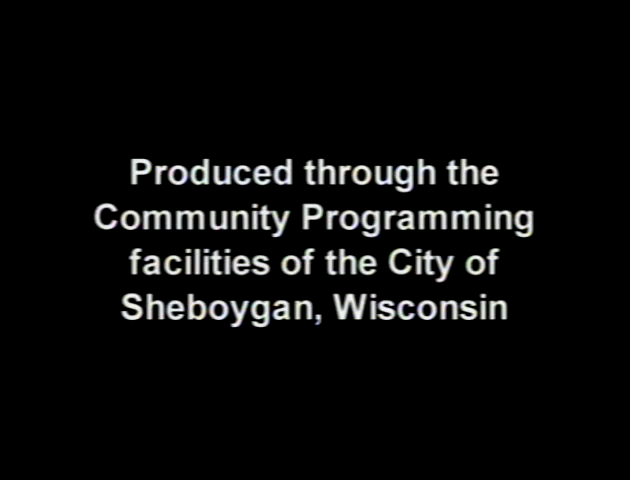 Produced through the
Community Programming
facilities of the City of
Sheboygan, Wisconsin